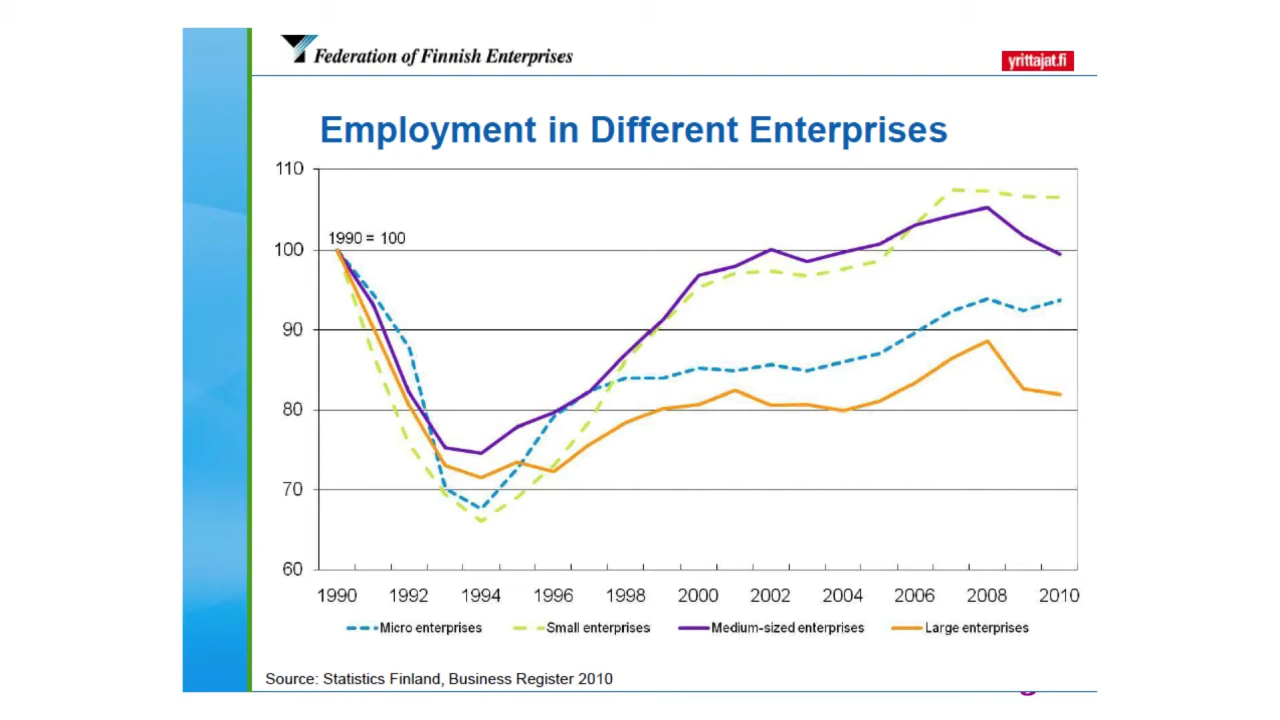 Federation of Finnish Enterprises
yrittajat.fi
Employment in Different Enterprises
110
1990 = 100
100
90
80
70
60
1990 1992 1994 1996 1998 2000 2002 2004 2006 2008 2010
Micro enterprises Small enterprises Medium-sized enterprises Large enterprises
Source: Statistics Finland, Business Register 2010